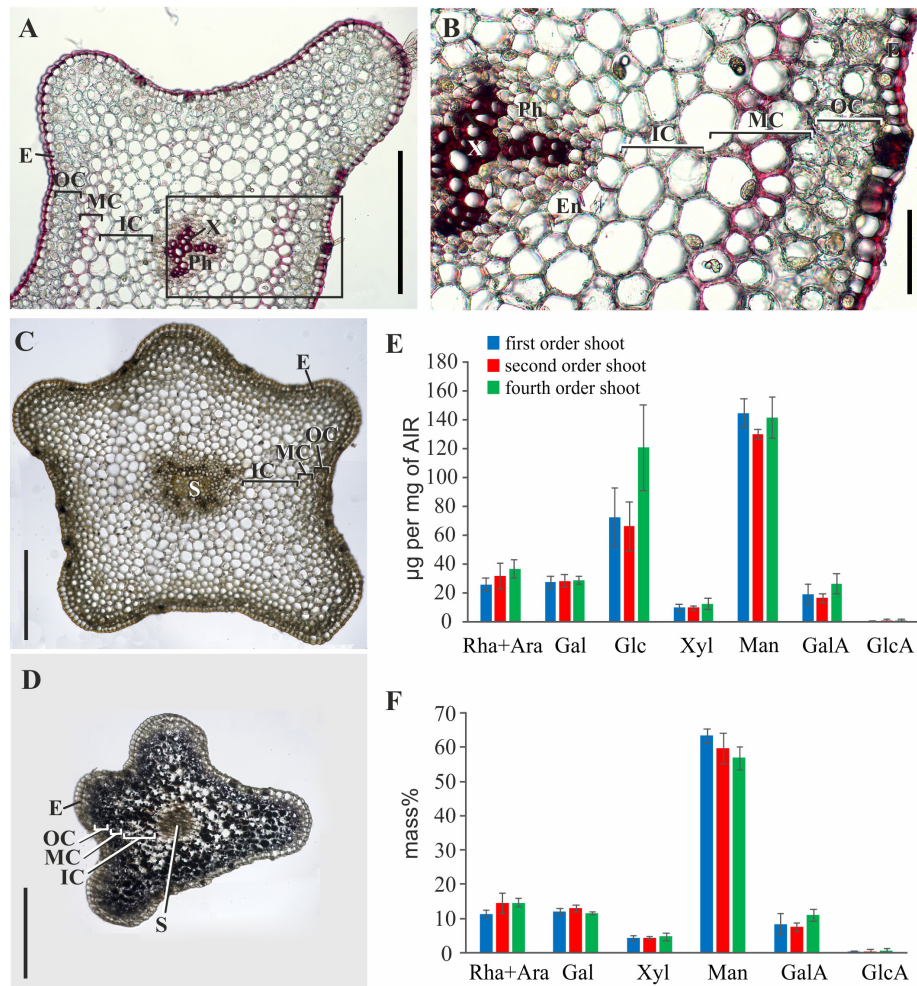 A
E
OC
MC
IC
X
Ph
B
E
Ph
X
IC
MC
OC
En
C
E
OC
MC
IC
S
D
E
OC
MC
IC
S
E
first order shoot
second order shoot
fourth order shoot
µg per mg of AIR
180
160
140
120
100
80
60
40
20
0
Rha+Ara Gal Glc Xyl Man GalA GlcA
F
mass%
70
60
50
40
30
20
10
0
Rha+Ara Gal Xyl Man GalA GlcA